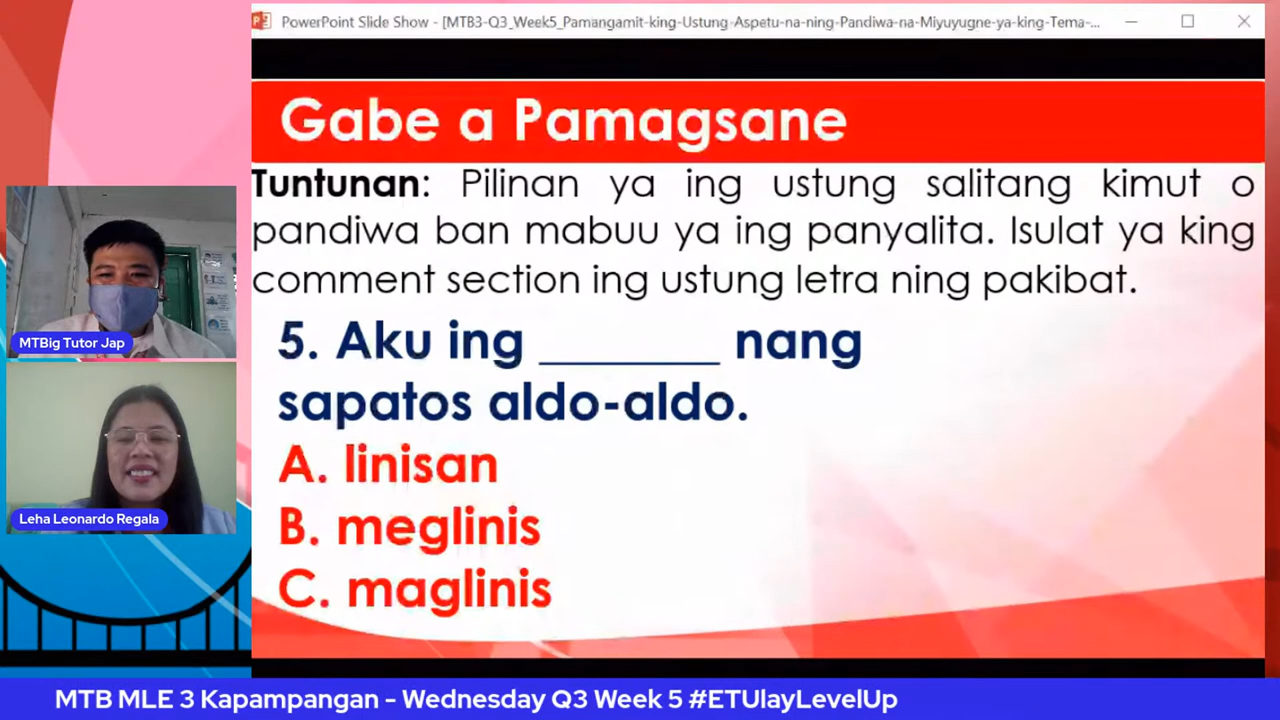 PowerPoint Slide Show - [MTB3-Q3_Week5_Pamangamit-king-Ustung-Aspetu-na-ning-Pandiwa-na-Miyuyugne-ya-king-Tema-...
Gabe a Pamagsane
Tuntunan: Pilinan ya ing ustung salitang kimut o
pandiwa ban mabuu ya ing panyalita. Isulat ya king
comment section ing ustung letra ning pakibat.
5. Aku ing ________ nang
sapatos aldo-aldo.
A. linisan
B. meglinis
C. maglinis
MTBig Tutor Jap
Leha Leonardo Regala
MTB MLE 3 Kapampangan - Wednesday Q3 Week 5 #ETUlayLevelUp